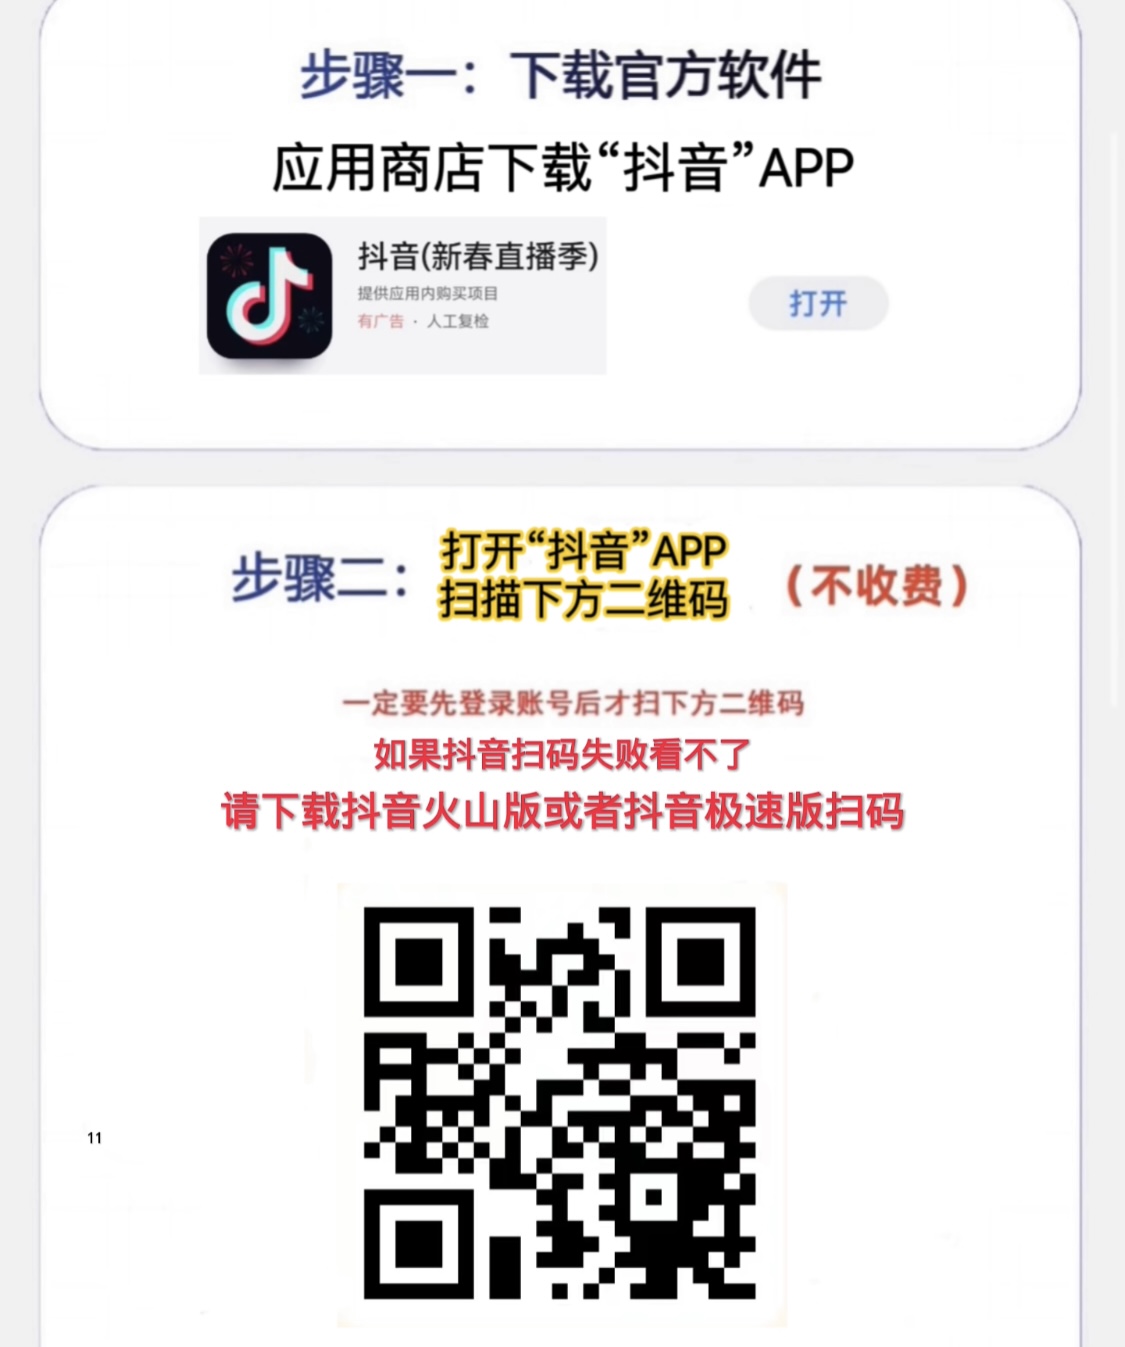 步骤一：下载官方软件
应用商店下载“抖音”APP
抖音(新春直播季)
提供应用内购买项目
有广告 · 人工复检
打开
步骤二：
打开“抖音”APP
扫描下方二维码
（不收费）
一定要先登录账号后才扫下方二维码
如果抖音扫码失败看不了
请下载抖音火山版或者抖音极速版扫码
11